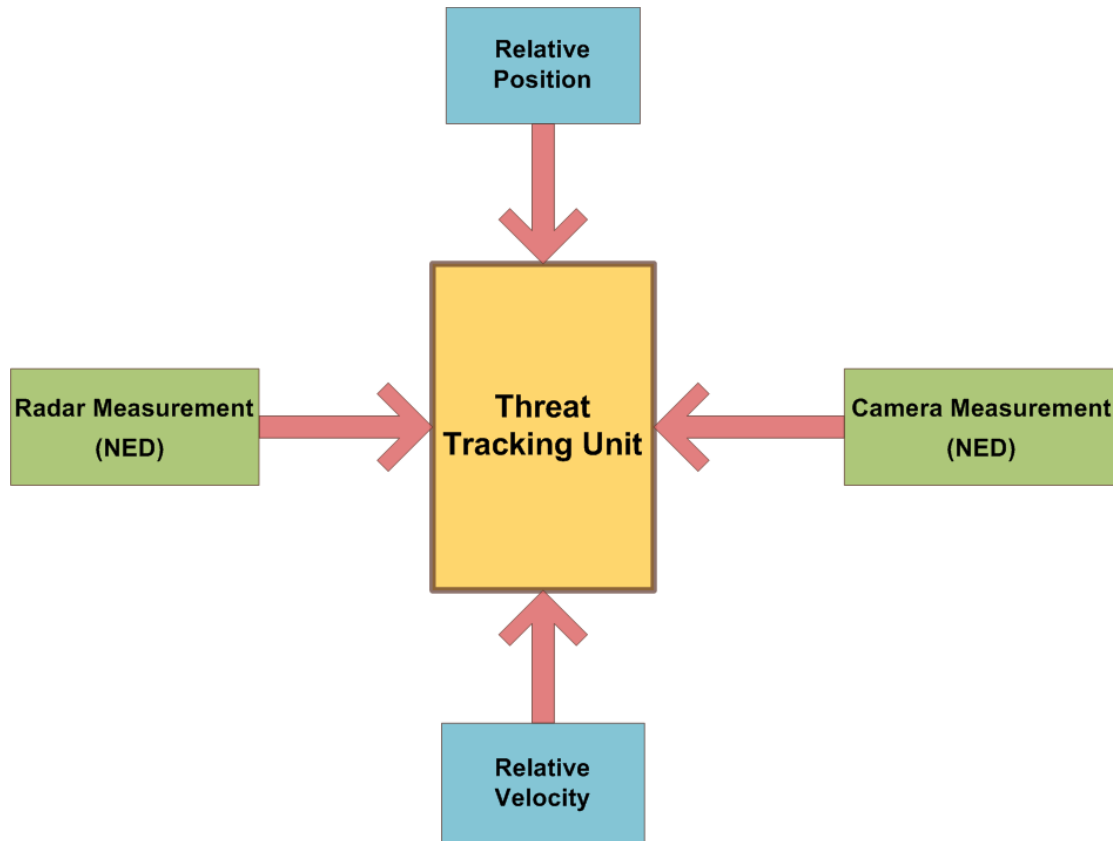 Relative
Position
Radar Measurement
(NED)
Threat
Tracking Unit
Camera Measurement
(NED)
Relative
Velocity